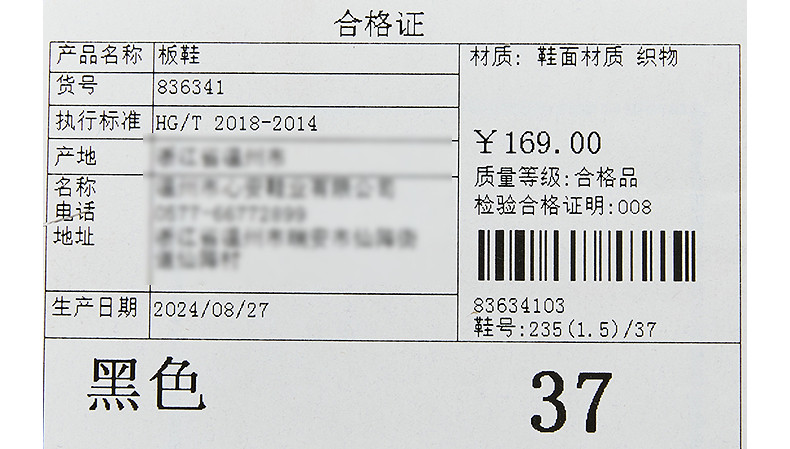 合格证
产品名称 板鞋
货号 836341
执行标准 HG/T 2018-2014
产地
名称
电话
地址
生产日期 2024/08/27
材质: 鞋面材质 织物
￥169.00
质量等级:合格品
检验合格证明:008
83634103
鞋号:235(1.5)/37
黑色 37